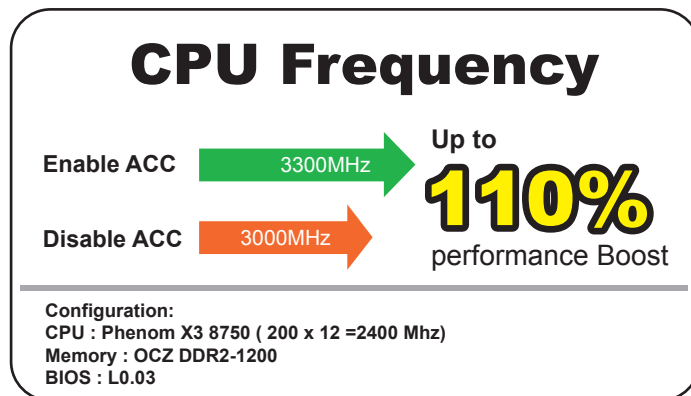 CPU Frequency
Enable ACC
3300MHz
Disable ACC
3000MHz
Up to
110%
performance Boost
Configuration:
CPU : Phenom X3 8750 ( 200 x 12 =2400 Mhz)
Memory : OCZ DDR2-1200
BIOS : L0.03